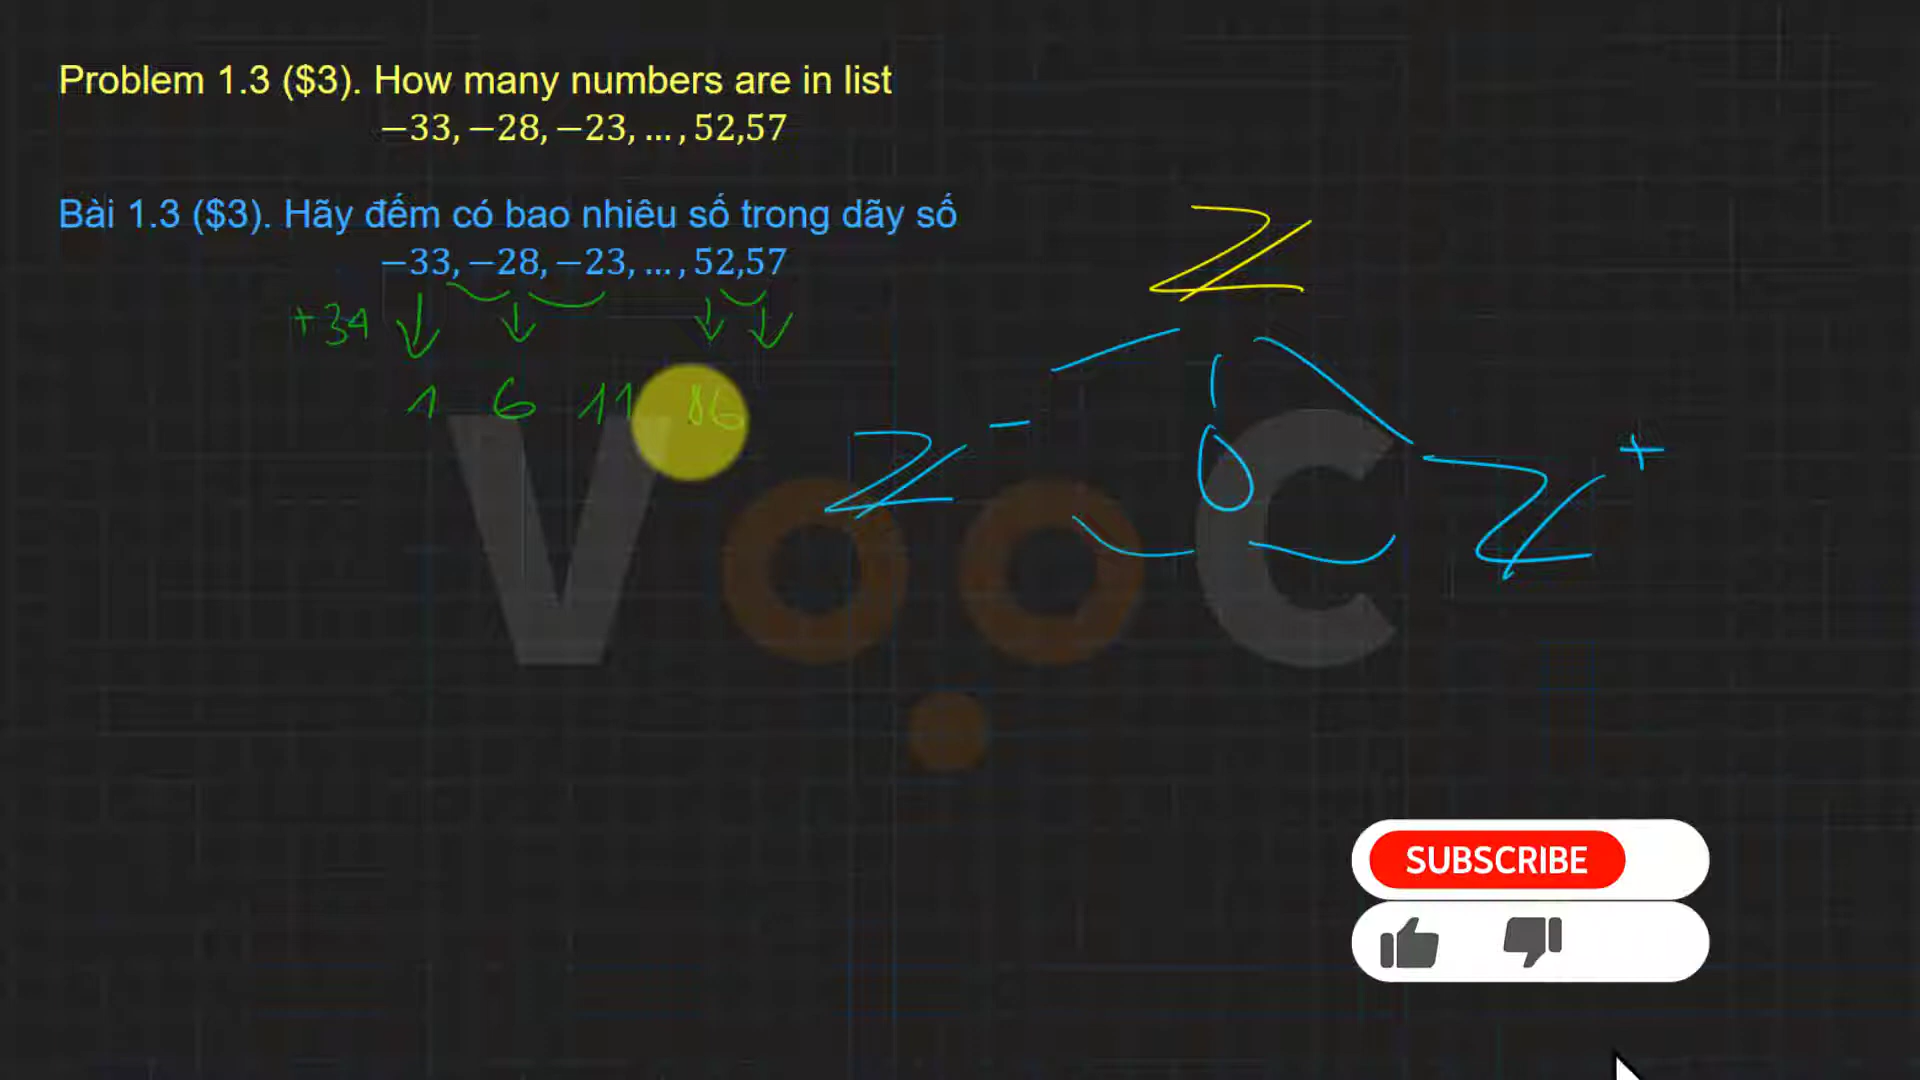 Problem 1.3 ($3). How many numbers are in list
−33, −28, −23, ... , 52,57
Bài 1.3 ($3). Hãy đếm có bao nhiêu số trong dãy số
−33, −28, −23, ... , 52,57
+34
1 6 11 86
Z
Z⁻ 0 Z⁺
VOOC
SUBSCRIBE